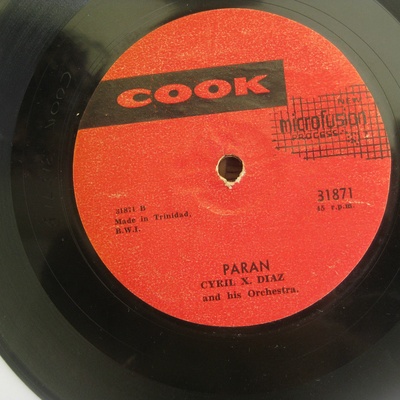 COOK
NEW
microfusion
PROCESS
31871 B
Made in Trinidad,
B.W.I.
31871
45 r.p.m.
PARAN
CYRIL X. DIAZ
and his Orchestra.